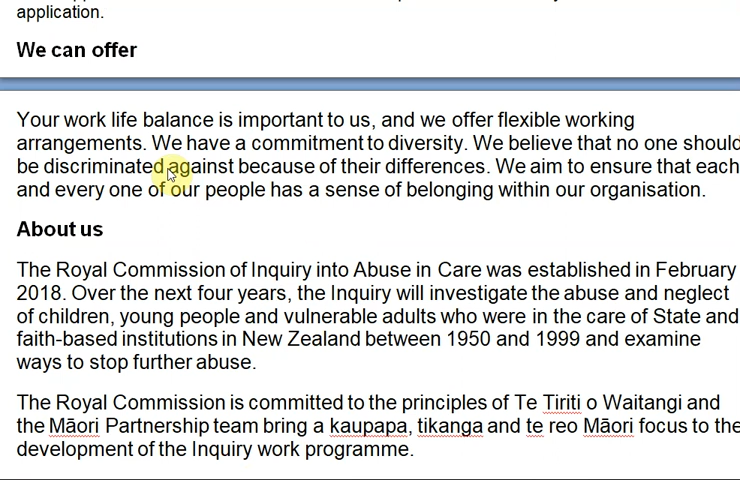 application.
We can offer
Your work life balance is important to us, and we offer flexible working
arrangements. We have a commitment to diversity. We believe that no one should
be discriminated against because of their differences. We aim to ensure that each
and every one of our people has a sense of belonging within our organisation.
About us
The Royal Commission of Inquiry into Abuse in Care was established in February
2018. Over the next four years, the Inquiry will investigate the abuse and neglect
of children, young people and vulnerable adults who were in the care of State and
faith-based institutions in New Zealand between 1950 and 1999 and examine
ways to stop further abuse.
The Royal Commission is committed to the principles of Te Tiriti o Waitangi and
the Māori Partnership team bring a kaupapa, tikanga and te reo Māori focus to the
development of the Inquiry work programme.